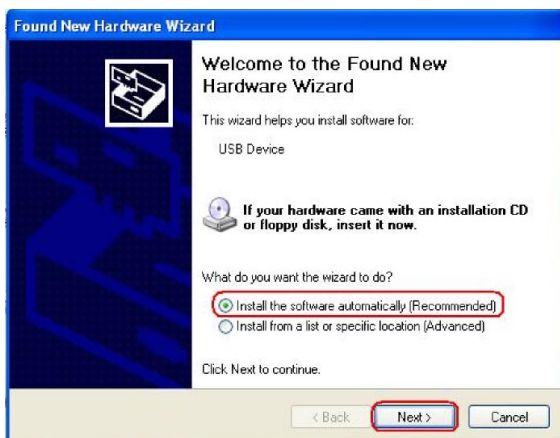 Found New Hardware Wizard
Welcome to the Found New
Hardware Wizard
This wizard helps you install software for:
USB Device
If your hardware came with an installation CD
or floppy disk, insert it now.
What do you want the wizard to do?
Install the software automatically (Recommended)
Install from a list or specific location (Advanced)
Click Next to continue.
< Back Next > Cancel